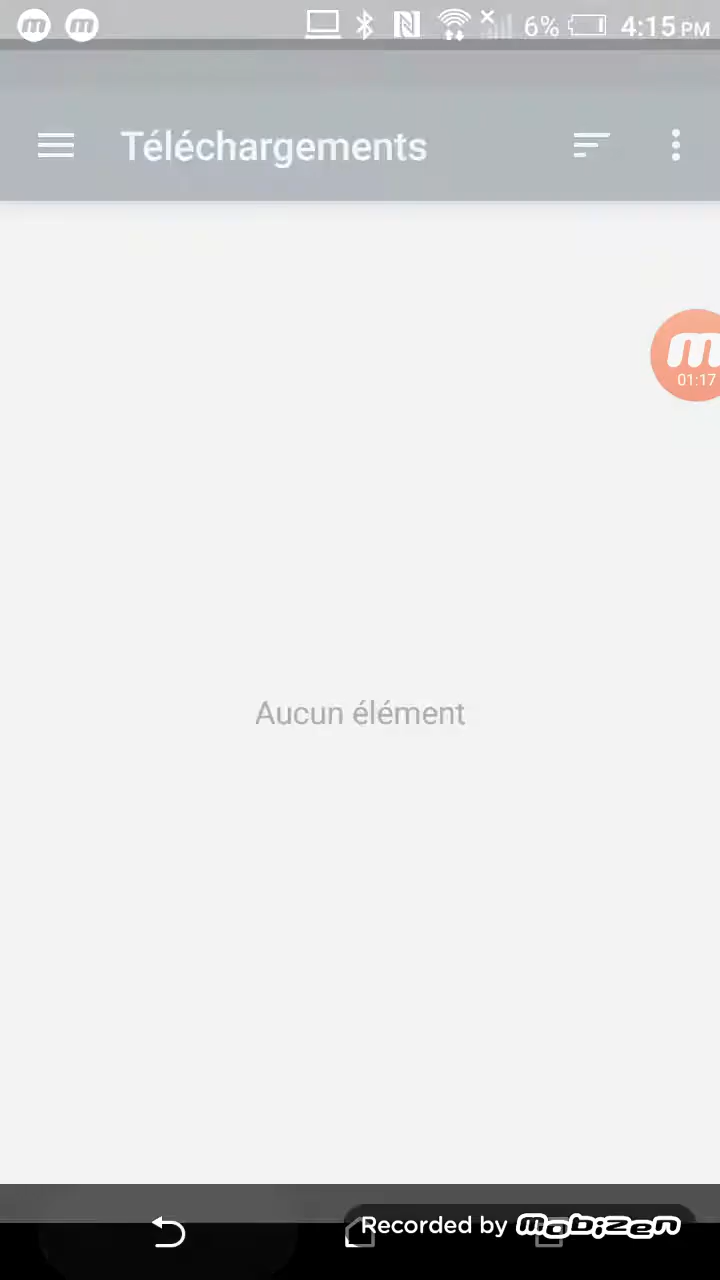 6% 4:15 PM
Téléchargements
m
01:17
Aucun élément
Recorded by mobizen